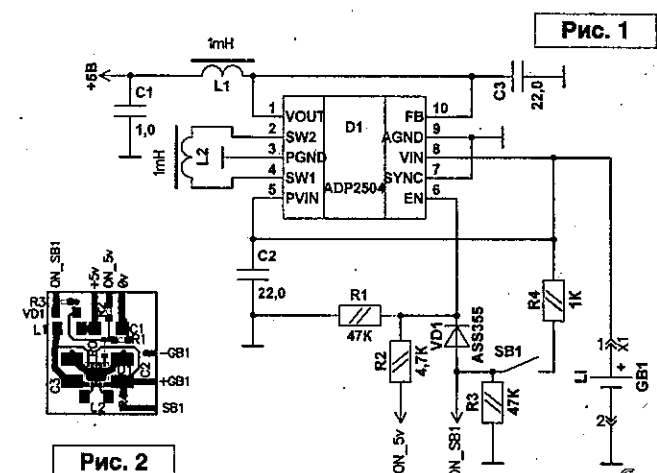 Рис. 1
1mH
L1
+5В
C1
1,0
C3
22,0
1 VOUT
2 SW2
3 PGND
4 SW1
5 PVIN
D1
ADP2504
FB 10
AGND 9
VIN 8
SYNC 7
EN 6
1mH
L2
C2
22,0
R1
47K
R2
4,7K
VD1
ASS355
SB1
R3
47K
R4
1K
1 X1
Li
+
GB1
2
ON_5v
ON_SB1
ON_SB1
+5v
ON_5v
0v
R3
VD1
L1
C1
R1
-GB1
+GB1
SB1
C3
L2
C2
Рис. 2